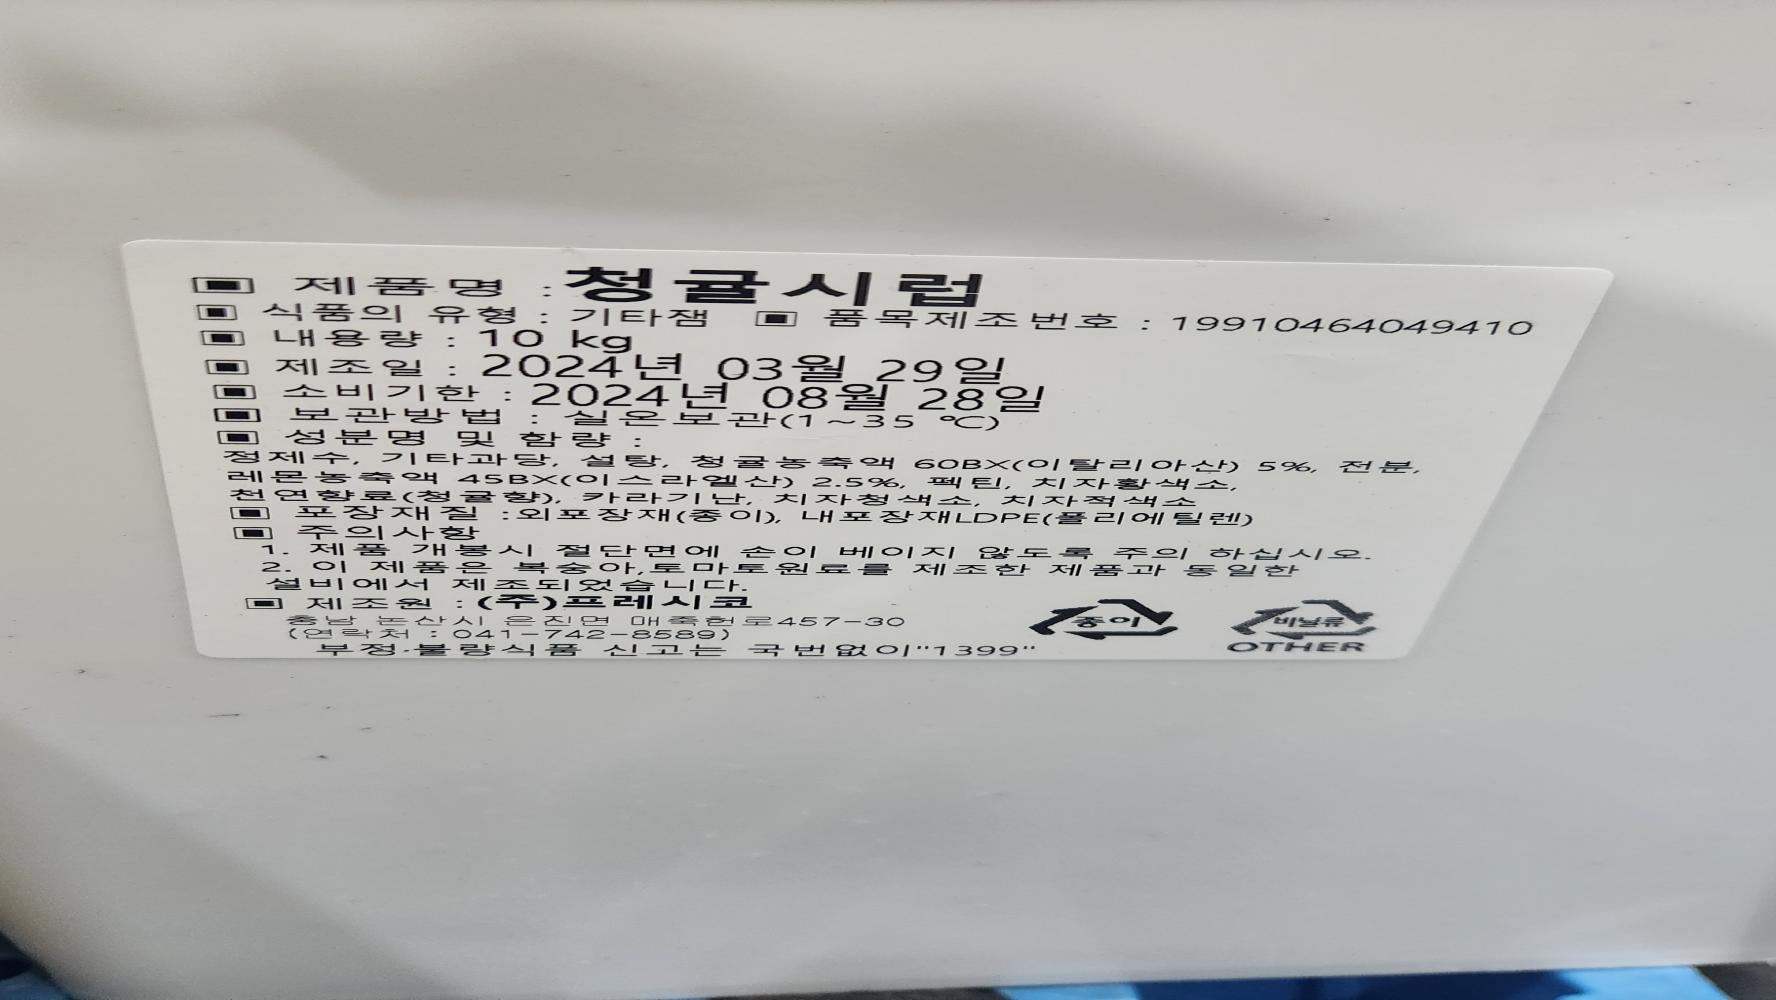 ▣ 제품명 : 청귤시럽
▣ 식품의 유형 : 기타잼 ▣ 품목제조번호 : 19910464049410
▣ 내용량 : 10 kg
▣ 제조일 : 2024년 03월 29일
▣ 소비기한 : 2024년 08월 28일
▣ 보관방법 : 실온보관(1~35 ℃)
▣ 성분명 및 함량 :
정제수, 기타과당, 설탕, 청귤농축액 60BX(이탈리아산) 5%, 전분,
레몬농축액 45BX(이스라엘산) 2.5%, 펙틴, 치자황색소,
천연향료(청귤향), 카라기난, 치자청색소, 치자적색소
▣ 포장재질 :외포장재(종이), 내포장재LDPE(폴리에틸렌)
▣ 주의사항
1. 제품 개봉시 절단면에 손이 베이지 않도록 주의 하십시오.
2. 이 제품은 복숭아,토마토원료를 제조한 제품과 동일한
설비에서 제조되었습니다.
▣ 제조원 : (주)프레시코
충남 논산시 은진면 매죽헌로457-30
(연락처 : 041-742-8589)
부정·불량식품 신고는 국번없이"1399"
종이
비닐류
OTHER